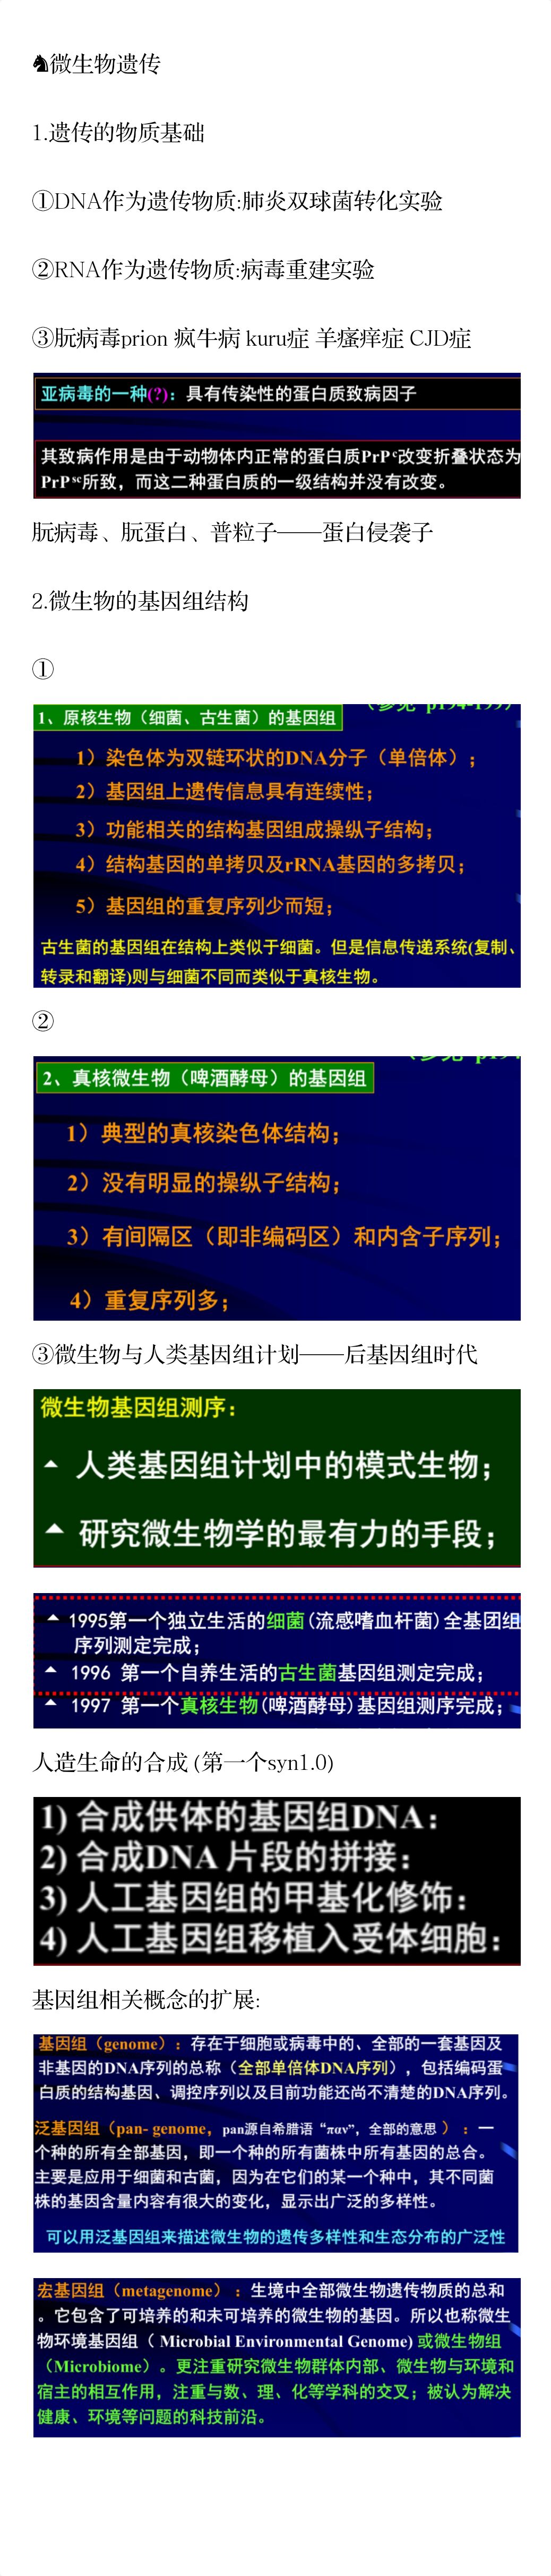 ♞微生物遗传
1.遗传的物质基础
①DNA作为遗传物质:肺炎双球菌转化实验
②RNA作为遗传物质:病毒重建实验
③朊病毒prion 疯牛病 kuru症 羊瘙痒症 CJD症
亚病毒的一种(?)：具有传染性的蛋白质致病因子
其致病作用是由于动物体内正常的蛋白质PrPᶜ改变折叠状态为
PrPˢᶜ所致，而这二种蛋白质的一级结构并没有改变。
朊病毒、朊蛋白、普粒子——蛋白侵袭子
2.微生物的基因组结构
①
1、原核生物（细菌、古生菌）的基因组
1）染色体为双链环状的DNA分子（单倍体）；
2）基因组上遗传信息具有连续性；
3）功能相关的结构基因组成操纵子结构；
4）结构基因的单拷贝及rRNA基因的多拷贝；
5）基因组的重复序列少而短；
古生菌的基因组在结构上类似于细菌。但是信息传递系统(复制、
转录和翻译)则与细菌不同而类似于真核生物。
②
2、真核微生物（啤酒酵母）的基因组
1）典型的真核染色体结构；
2）没有明显的操纵子结构；
3）有间隔区（即非编码区）和内含子序列；
4）重复序列多；
③微生物与人类基因组计划——后基因组时代
微生物基因组测序：
人类基因组计划中的模式生物；
研究微生物学的最有力的手段；
1995第一个独立生活的细菌(流感嗜血杆菌)全基团组
序列测定完成；
1996 第一个自养生活的古生菌基因组测定完成；
1997 第一个真核生物(啤酒酵母)基因组测序完成；
人造生命的合成 (第一个syn1.0)
1) 合成供体的基因组DNA：
2) 合成DNA 片段的拼接：
3) 人工基因组的甲基化修饰：
4) 人工基因组移植入受体细胞：
基因组相关概念的扩展:
基因组（genome）：存在于细胞或病毒中的、全部的一套基因及
非基因的DNA序列的总称（全部单倍体DNA序列），包括编码蛋
白质的结构基因、调控序列以及目前功能还尚不清楚的DNA序列。
泛基因组（pan- genome，pan源自希腊语“παν”，全部的意思 ）：一
个种的所有全部基因，即一个种的所有菌株中所有基因的总合。
主要是应用于细菌和古菌，因为在它们的某一个种中，其不同菌
株的基因含量内容有很大的变化，显示出广泛的多样性。
可以用泛基因组来描述微生物的遗传多样性和生态分布的广泛性
宏基因组（metagenome）：生境中全部微生物遗传物质的总和
。它包含了可培养的和未可培养的微生物的基因。所以也称微生
物环境基因组（ Microbial Environmental Genome) 或微生物组
（Microbiome）。更注重研究微生物群体内部、微生物与环境和
宿主的相互作用，注重与数、理、化等学科的交叉；被认为解决
健康、环境等问题的科技前沿。